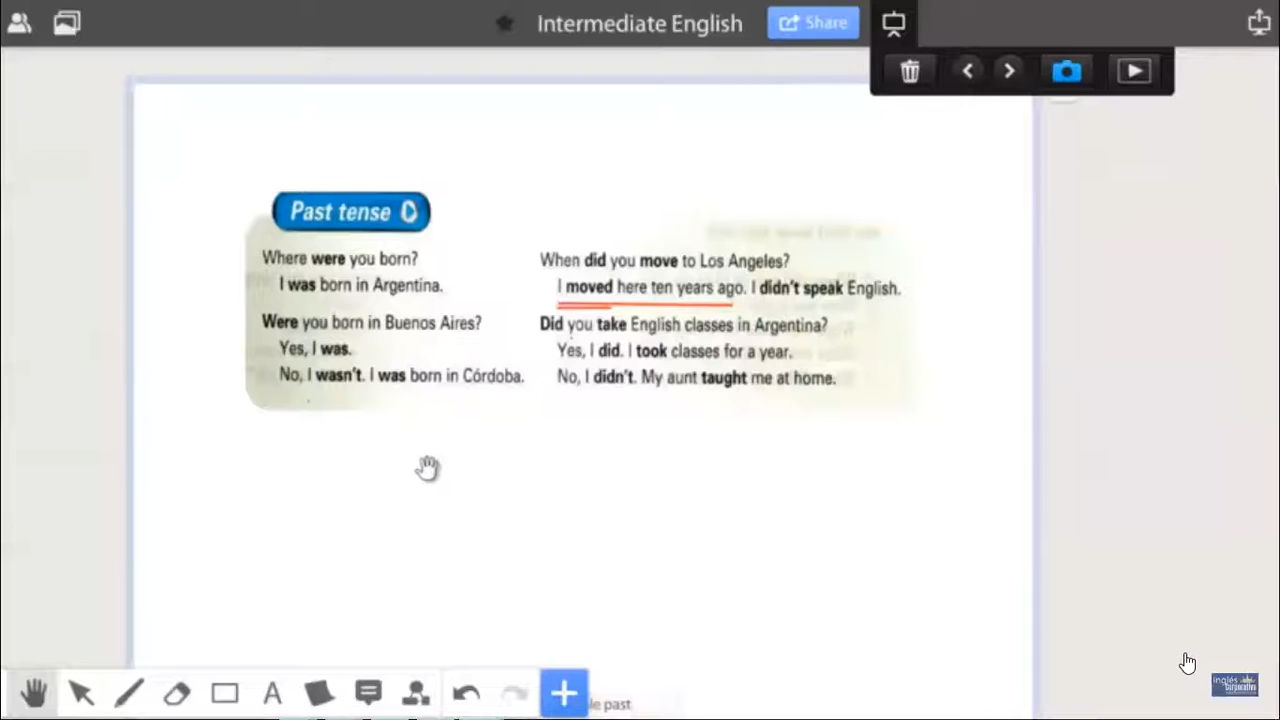 Intermediate English
Share
Past tense
Where were you born?
I was born in Argentina.
Were you born in Buenos Aires?
Yes, I was.
No, I wasn't. I was born in Córdoba.
When did you move to Los Angeles?
I moved here ten years ago. I didn't speak English.
Did you take English classes in Argentina?
Yes, I did. I took classes for a year.
No, I didn't. My aunt taught me at home.
A
past
inglés
corporativo